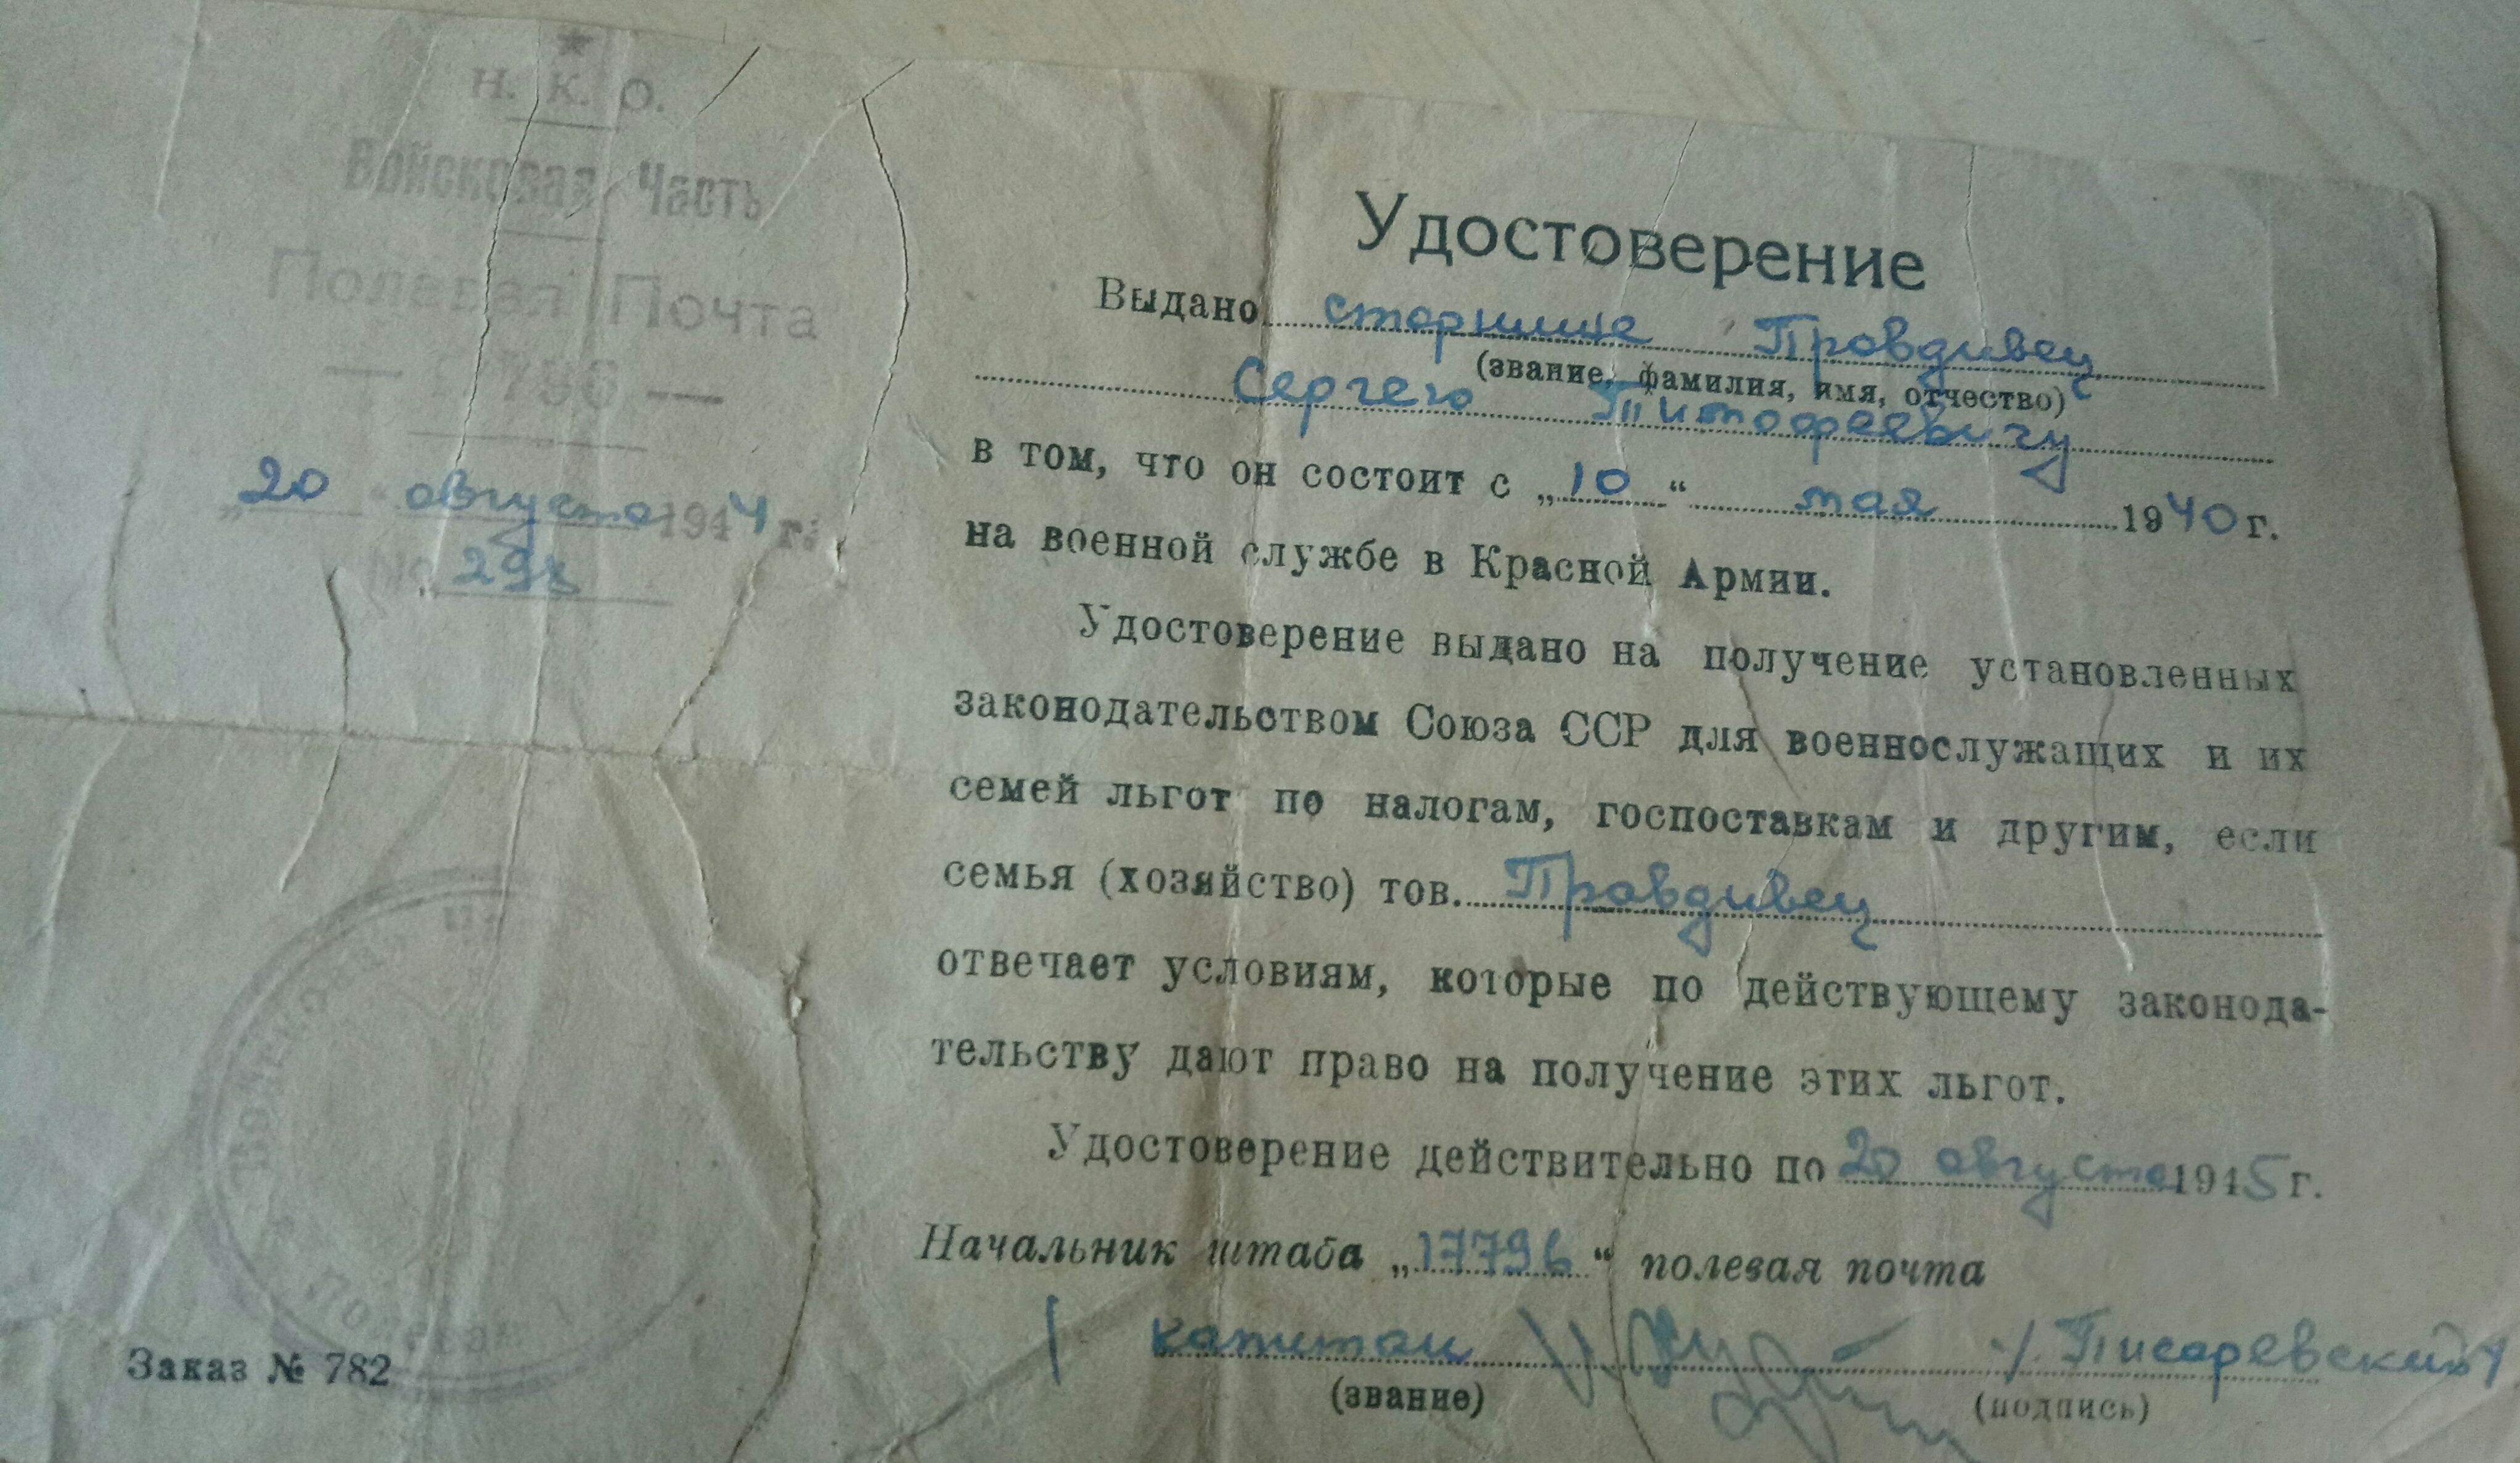 Н. К. О.
Войсковая Часть
Полевая Почта
— 17796 —
„20 августа 1944 г.
№ 298
Удостоверение
Выдано старшине Правдивец
(звание, фамилия, имя, отчество)
Сергею Тимофеевичу
в том, что он состоит с „10“ мая 1940 г.
на военной службе в Красной Армии.
Удостоверение выдано на получение установленных
законодательством Союза ССР для военнослужащих и их
семей льгот по налогам, госпоставкам и другим, если
семья (хозяйство) тов. Правдивец
отвечает условиям, которые по действующему законода-
тельству дают право на получение этих льгот.
Удостоверение действительно по 20 августа 1945 г.
Начальник штаба „17796“ полевая почта
капитан /Писаревский/
(звание) (подпись)
Полевая
Заказ № 782